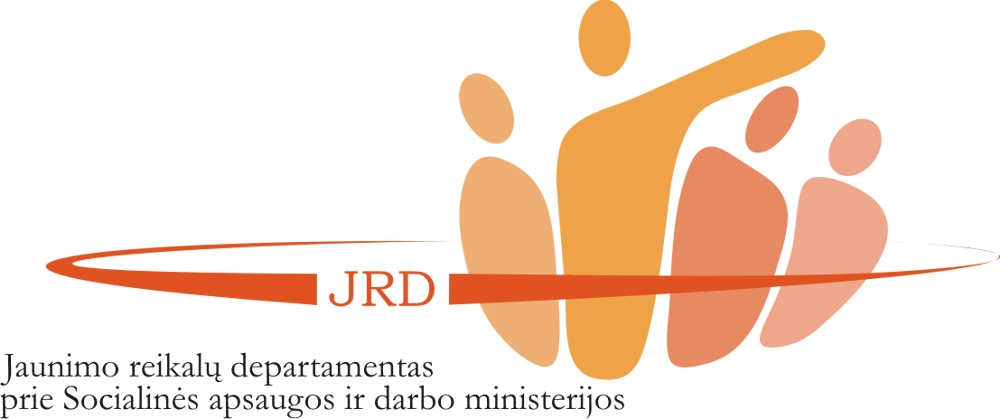 JRD
Jaunimo reikalų departamentas
prie Socialinės apsaugos ir darbo ministerijos